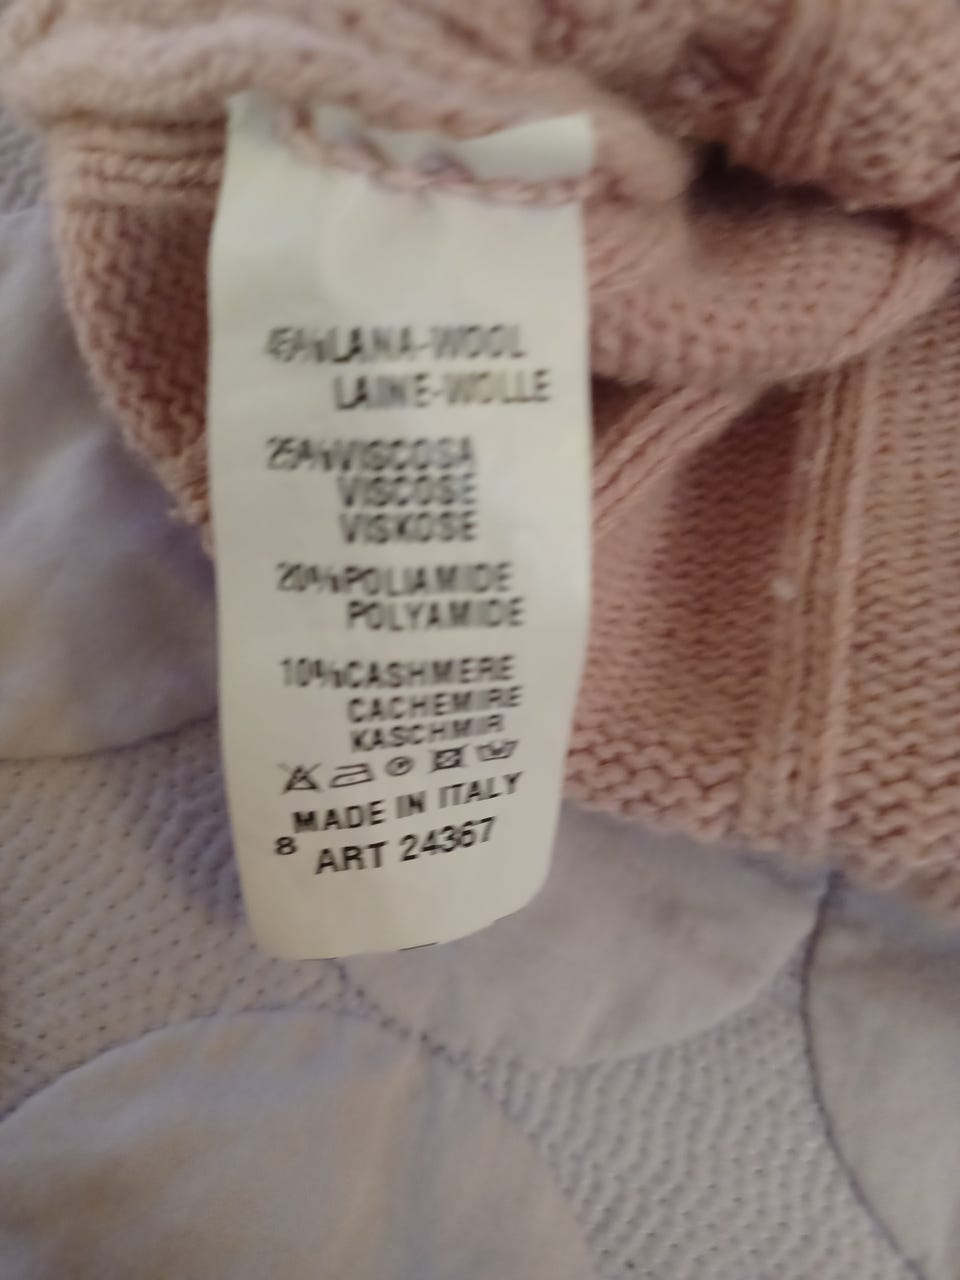 45%LANA-WOOL
LAINE-WOLLE
25%VISCOSA
VISCOSE
VISKOSE
20%POLIAMIDE
POLYAMIDE
10%CASHMERE
CACHEMIRE
KASCHMIR
MADE IN ITALY
8 ART 24367